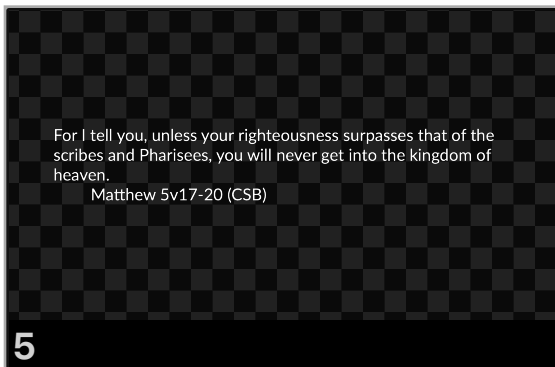 For I tell you, unless your righteousness surpasses that of the
scribes and Pharisees, you will never get into the kingdom of
heaven.
Matthew 5v17-20 (CSB)
5